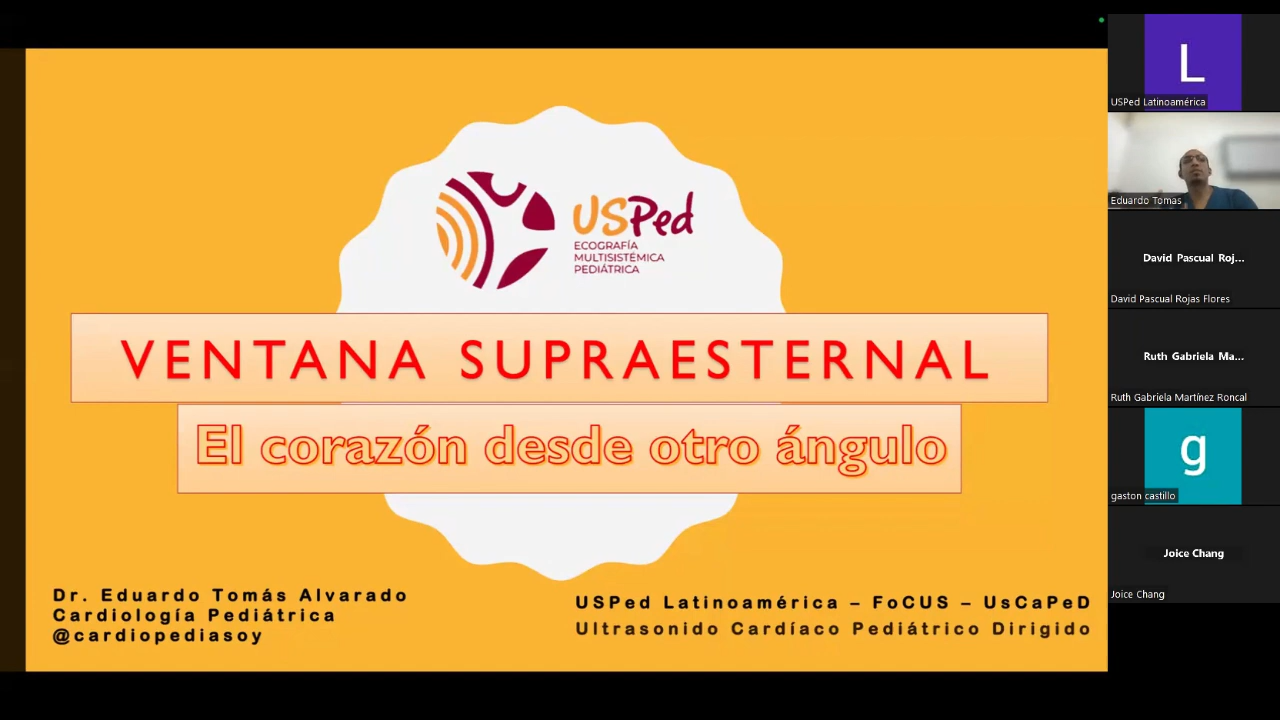 USPed
ECOGRAFÍA
MULTISISTÉMICA
PEDIÁTRICA
VENTANA SUPRAESTERNAL
El corazón desde otro ángulo
Dr. Eduardo Tomás Alvarado
Cardiología Pediátrica
@cardiopediasoy
USPed Latinoamérica – FoCUS – UsCaPeD
Ultrasonido Cardíaco Pediátrico Dirigido
L
USPed Latinoamérica
Eduardo Tomas
David Pascual Roj...
David Pascual Rojas Flores
Ruth Gabriela Ma...
Ruth Gabriela Martínez Roncal
g
gaston castillo
Joice Chang
Joice Chang